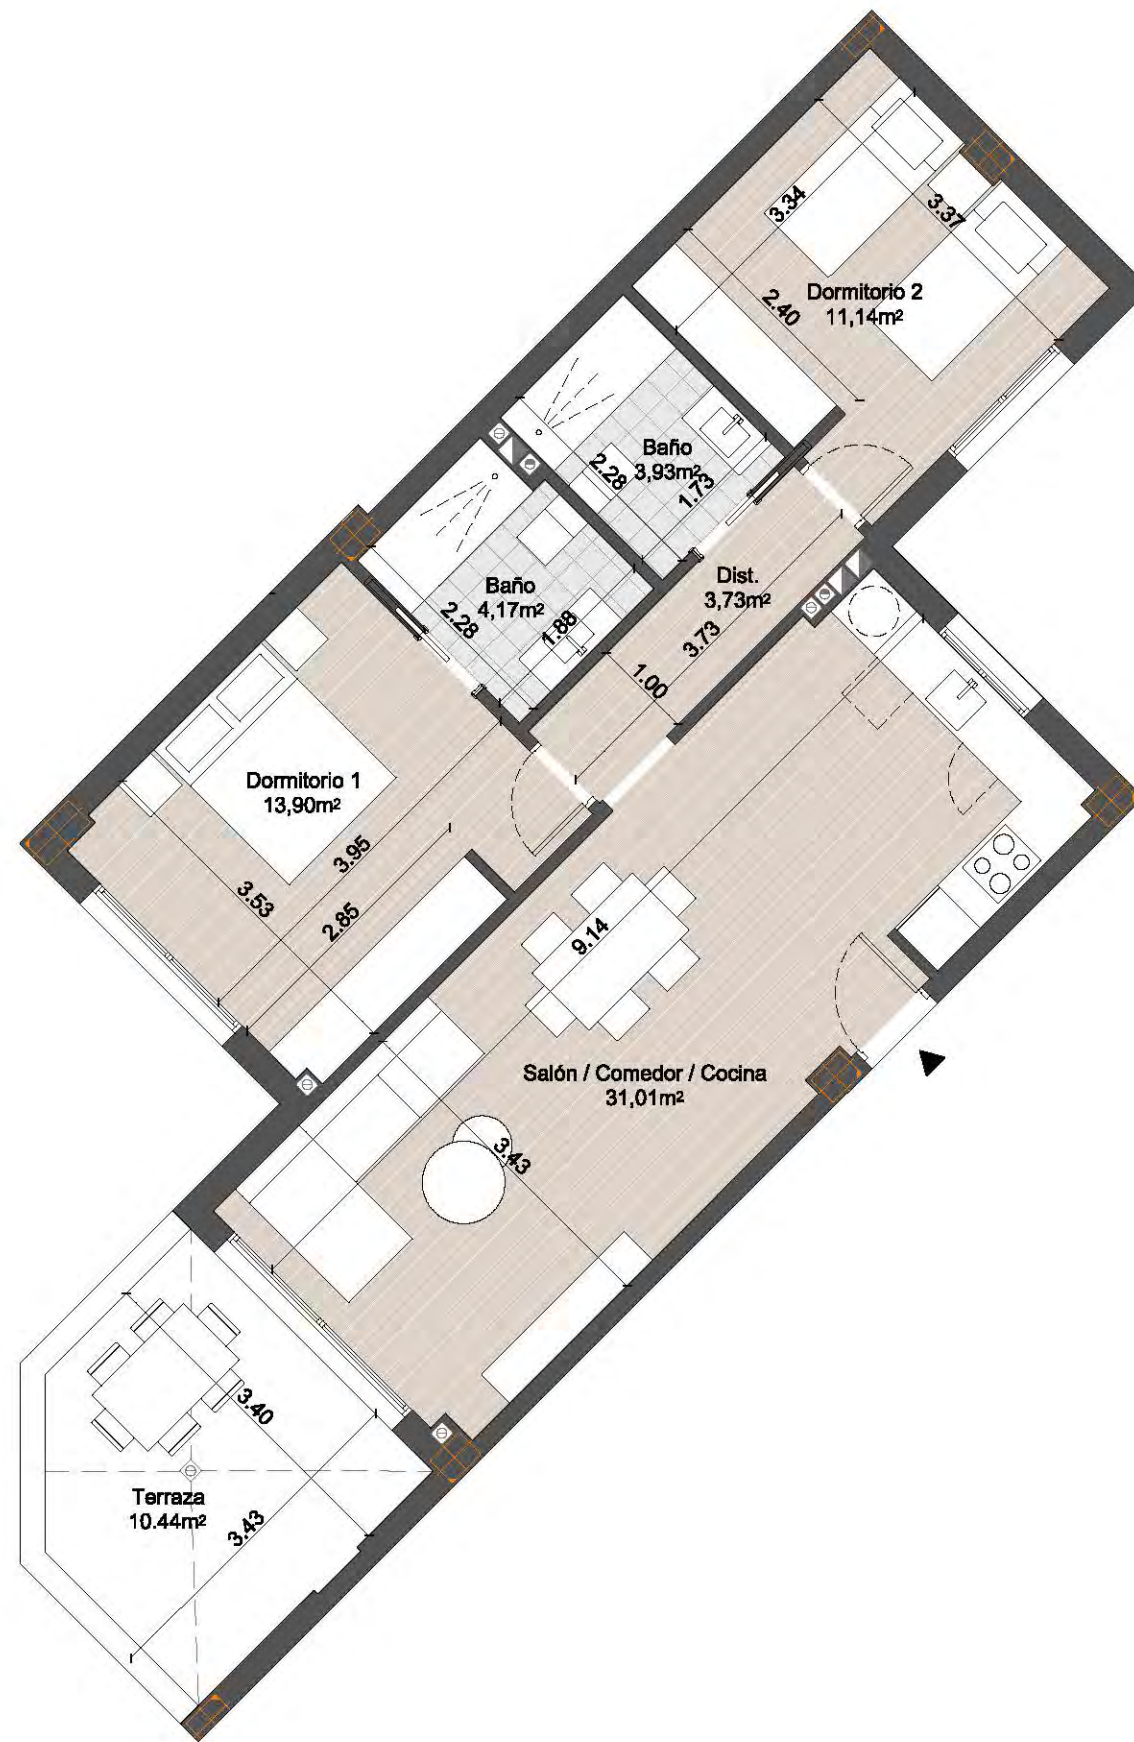 3.34
3.37
2.40
Dormitorio 2
11,14m²
Baño
3,93m²
2.28
1.73
Baño
4,17m²
2.28
1.88
Dist.
3,73m²
3.73
1.00
Dormitorio 1
13,90m²
3.95
3.53
2.85
9.14
Salón / Comedor / Cocina
31,01m²
3.43
3.40
Terraza
10.44m²
3.43